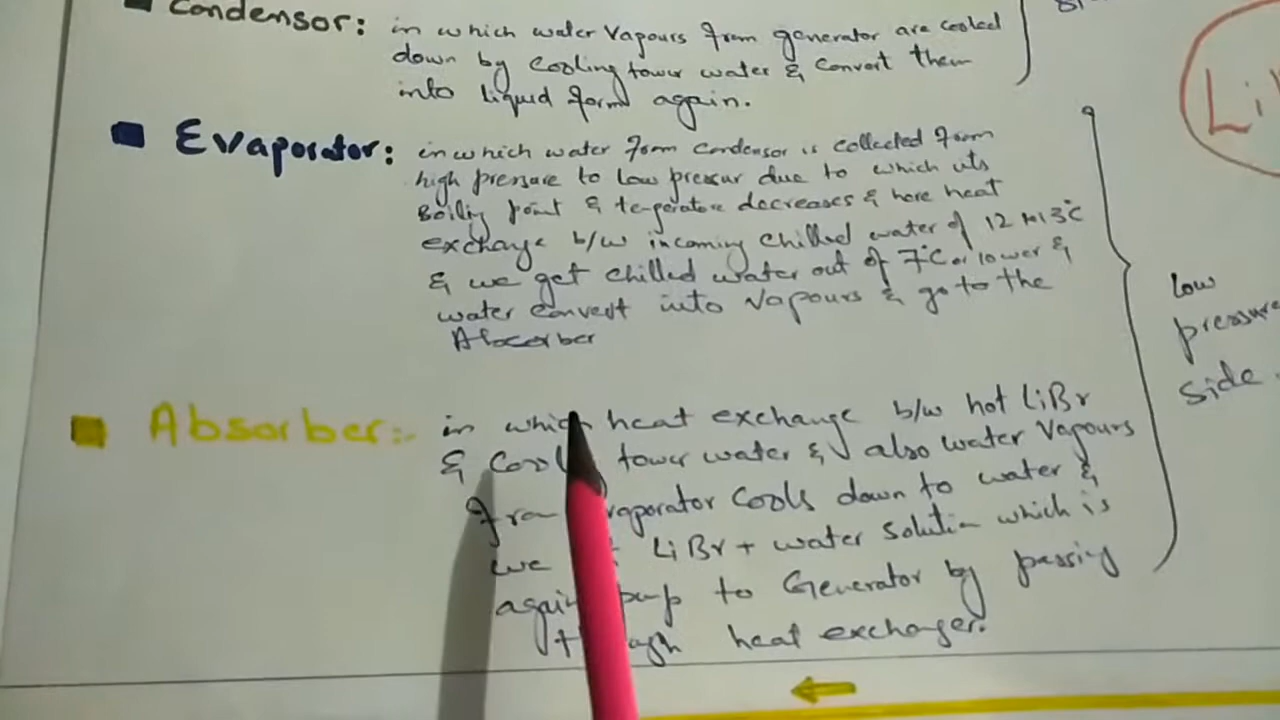 Condensor: in which water Vapours from generator are cooled
down by Cooling tower water & Convert them
into liquid form again.
Evaporator: in which water from condensor is collected from
high pressure to low pressur due to which its
Boiling point & temperature decreases & here heat
exchange b/w incoming chilled water of 12 13°C
& we get chilled water out of 7°C or lower &
water convert into Vapours & go to the
Absorber
low
pressure
side.
Absorber:- in which heat exchange b/w hot LiBr
& tower water & also water Vapours
Cools down to water &
we LiBr + water solution which is
again to Generator by passing
heat exchanger.